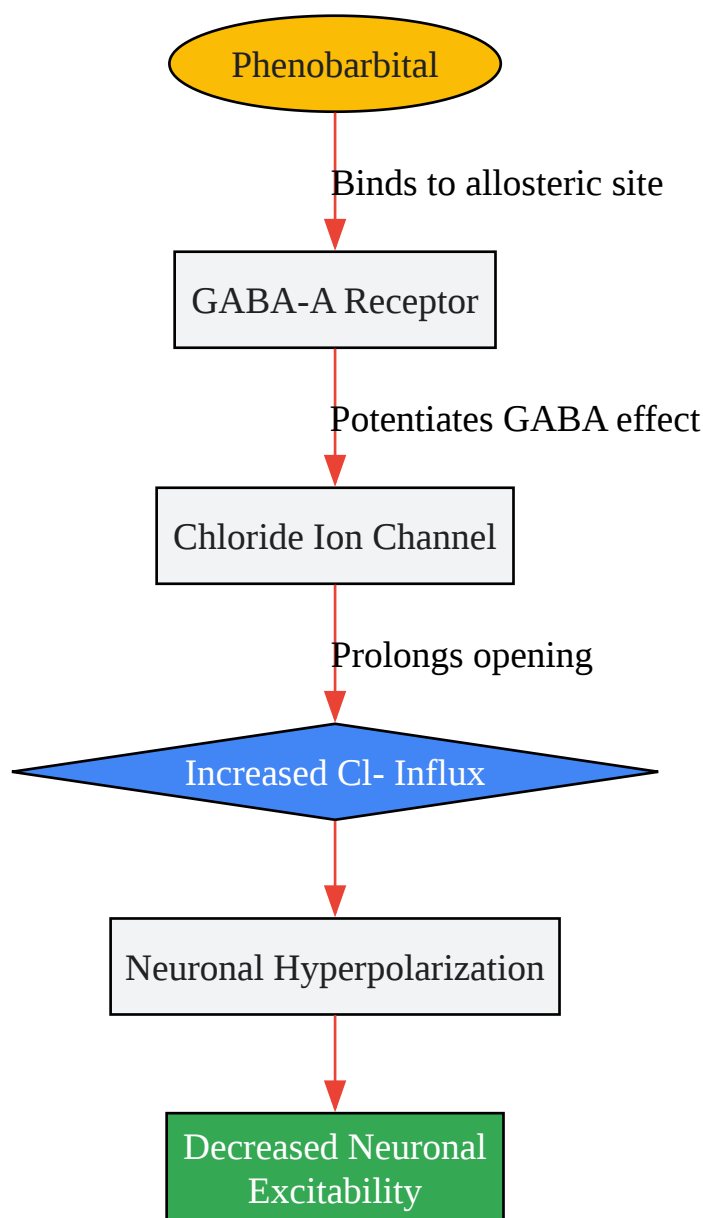 Phenobarbital
Binds to allosteric site
GABA-A Receptor
Potentiates GABA effect
Chloride Ion Channel
Prolongs opening
Increased Cl- Influx
Neuronal Hyperpolarization
Decreased Neuronal
Excitability